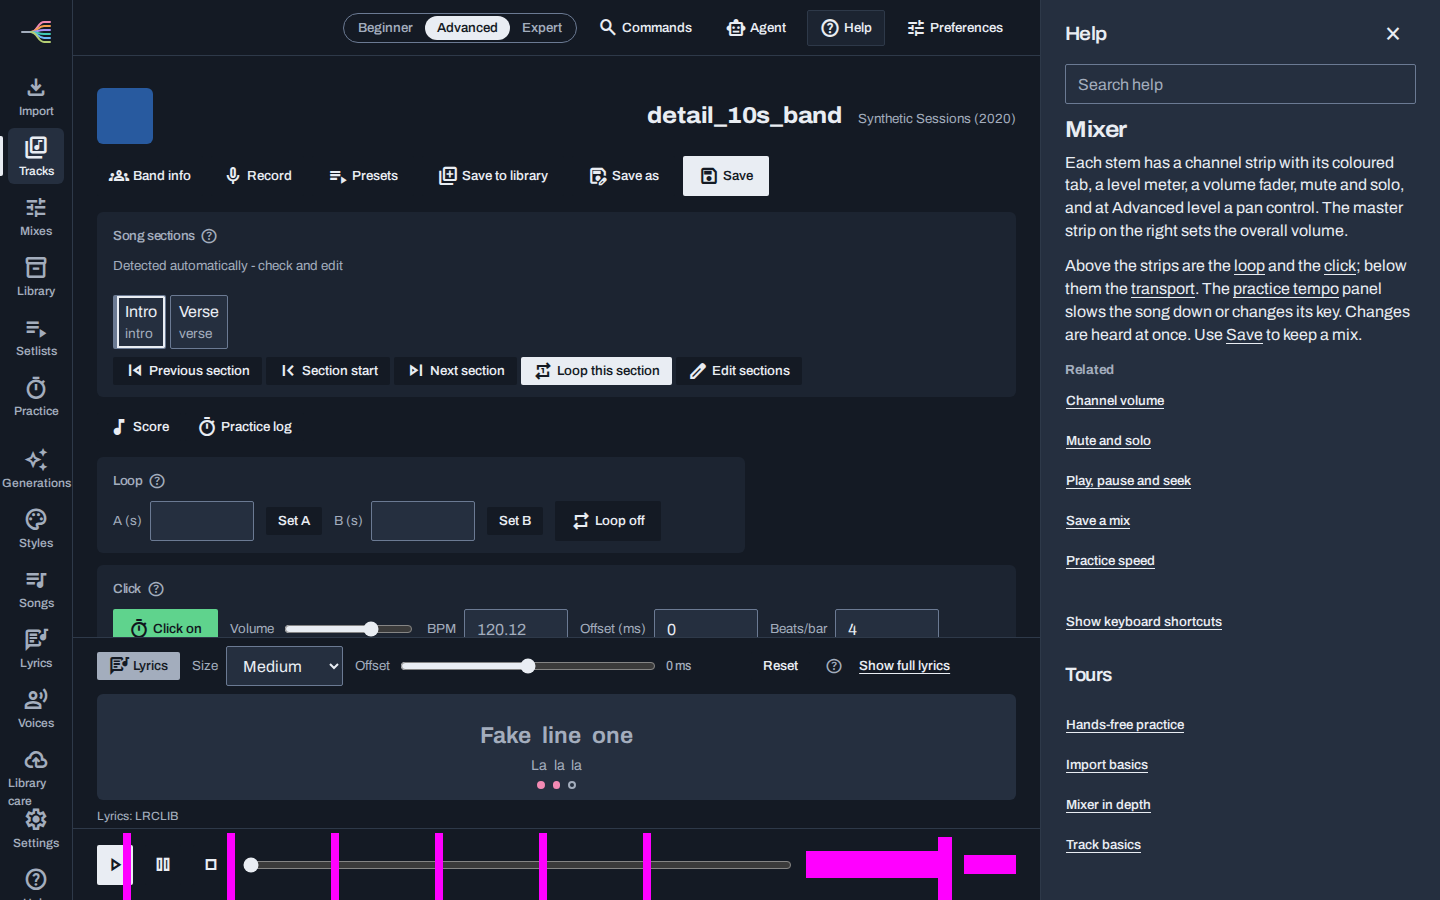 Beginner Advanced Expert Commands Agent Help Preferences
Import
Tracks
Mixes
Library
Setlists
Practice
Generations
Styles
Songs
Lyrics
Voices
Library care
Settings
detail_10s_band Synthetic Sessions (2020)
Band info Record Presets Save to library Save as Save
Song sections
Detected automatically - check and edit
Intro Verse
intro verse
Previous section Section start Next section Loop this section Edit sections
Score Practice log
Loop
A (s) Set A B (s) Set B Loop off
Click
Click on Volume BPM 120.12 Offset (ms) 0 Beats/bar 4
Lyrics Size Medium Offset 0 ms Reset Show full lyrics
Fake line one
La la la
Lyrics: LRCLIB
Help
Search help
Mixer
Each stem has a channel strip with its coloured
tab, a level meter, a volume fader, mute and solo,
and at Advanced level a pan control. The master
strip on the right sets the overall volume.
Above the strips are the loop and the click; below
them the transport. The practice tempo panel
slows the song down or changes its key. Changes
are heard at once. Use Save to keep a mix.
Related
Channel volume
Mute and solo
Play, pause and seek
Save a mix
Practice speed
Show keyboard shortcuts
Tours
Hands-free practice
Import basics
Mixer in depth
Track basics